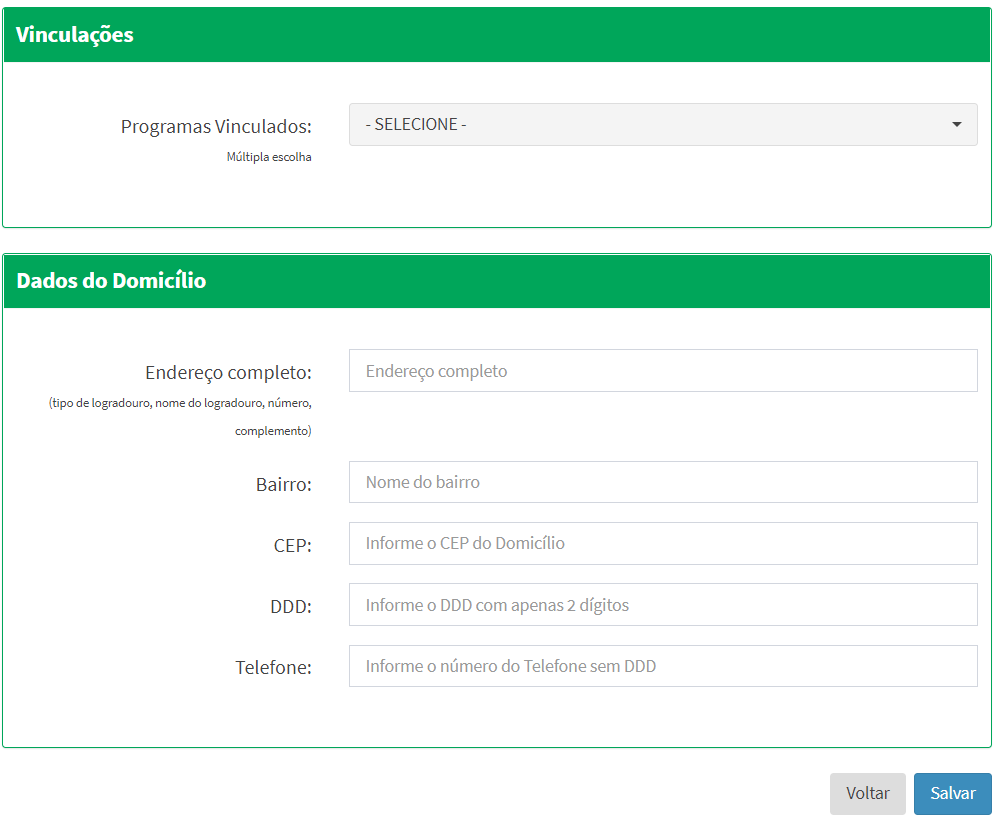 Vinculações
Programas Vinculados:
- SELECIONE -
Múltipla escolha
Dados do Domicílio
Endereço completo:
Endereço completo
(tipo de logradouro, nome do logradouro, número,
complemento)
Bairro:
Nome do bairro
CEP:
Informe o CEP do Domicílio
DDD:
Informe o DDD com apenas 2 dígitos
Telefone:
Informe o número do Telefone sem DDD
Voltar
Salvar